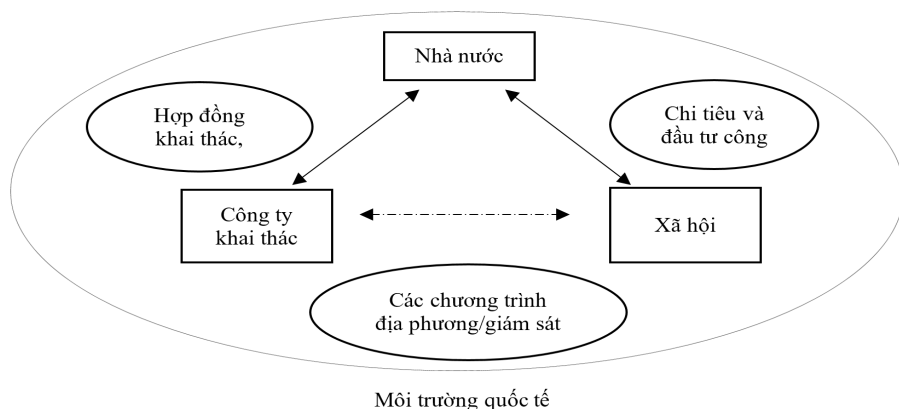 Nhà nước
Hợp đồng
khai thác,
Chi tiêu và
đầu tư công
Công ty
khai thác
Xã hội
Các chương trình
địa phương/giám sát
Môi trường quốc tế